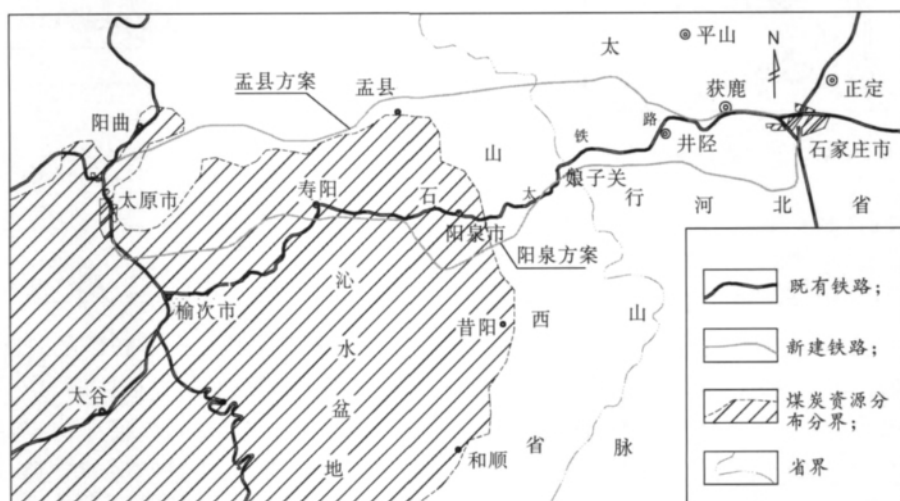 太
平山
N
盂县方案
盂县
获鹿
正定
阳曲
山
铁
路
井陉
石家庄市
太原市
寿阳
石
太
娘子关
行
河
北
省
阳泉市
阳泉方案
榆次市
沁
水
盆
地
昔阳
西
山
省
脉
太谷
和顺
既有铁路；
新建铁路；
煤炭资源分
布分界；
省界